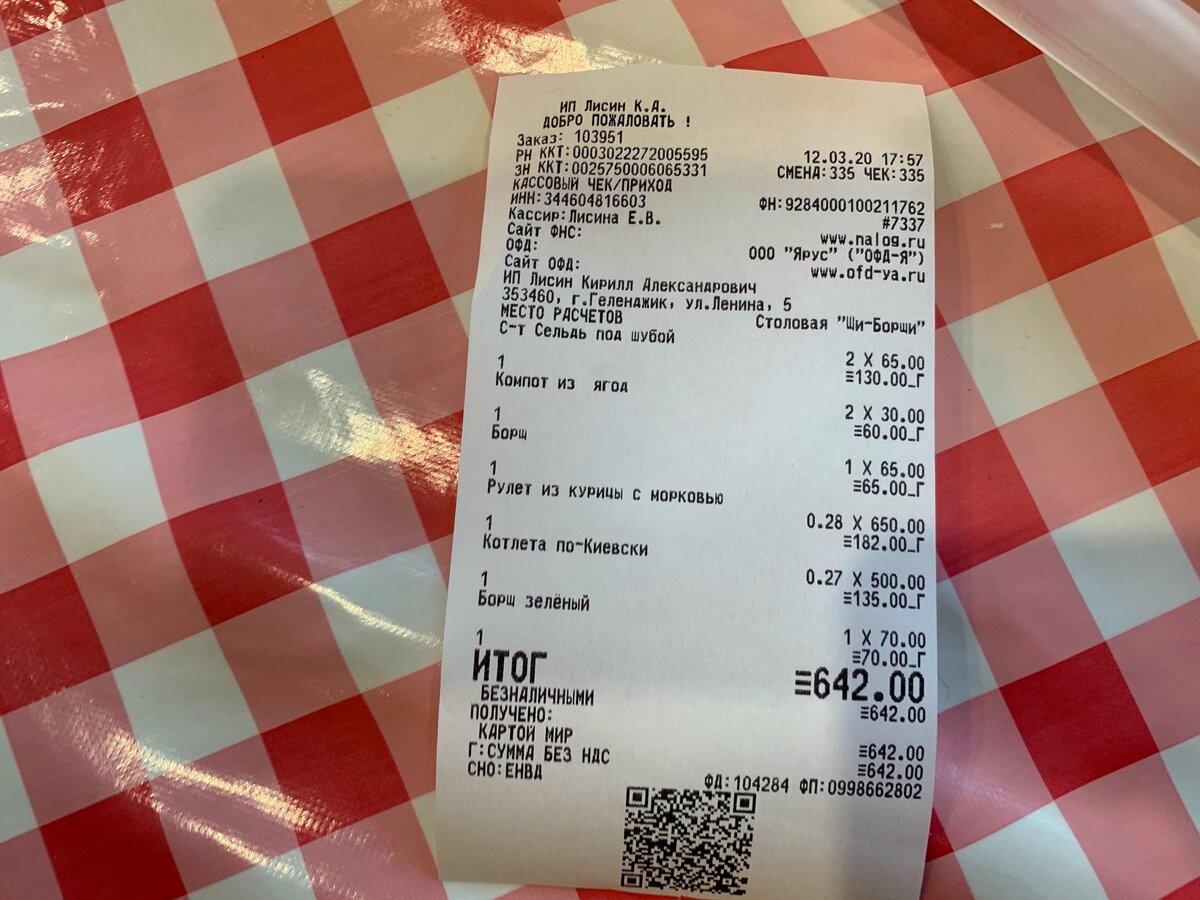 ИП Лисин К.А.
ДОБРО ПОЖАЛОВАТЬ !
Заказ: 103951
РН ККТ:0003022272005595 12.03.20 17:57
ЗН ККТ:0025750006065331 СМЕНА:335 ЧЕК:335
КАССОВЫЙ ЧЕК/ПРИХОД
ИНН:344604816603 ФН:9284000100211762
Кассир:Лисина Е.В. #7337
Сайт ФНС: www.nalog.ru
ОФД: ООО "Ярус" ("ОФД-Я")
Сайт ОФД: www.ofd-ya.ru
ИП Лисин Кирилл Александрович
353460, г.Геленджик, ул.Ленина, 5
МЕСТО РАСЧЕТОВ Столовая "Щи-Борщи"
С-т Сельдь под шубой
2 X 65.00
1 ≡130.00_Г
Компот из ягод
2 X 30.00
1 ≡60.00_Г
Борщ
1 X 65.00
1 ≡65.00_Г
Рулет из курицы с морковью
0.28 X 650.00
1 ≡182.00_Г
Котлета по-Киевски
0.27 X 500.00
1 ≡135.00_Г
Борщ зелёный
1 X 70.00
1 ≡70.00_Г
ИТОГ ≡642.00
БЕЗНАЛИЧНЫМИ ≡642.00
ПОЛУЧЕНО:
КАРТОЙ МИР ≡642.00
Г:СУММА БЕЗ НДС ≡642.00
СНО:ЕНВД ФД:104284 ФП:0998662802